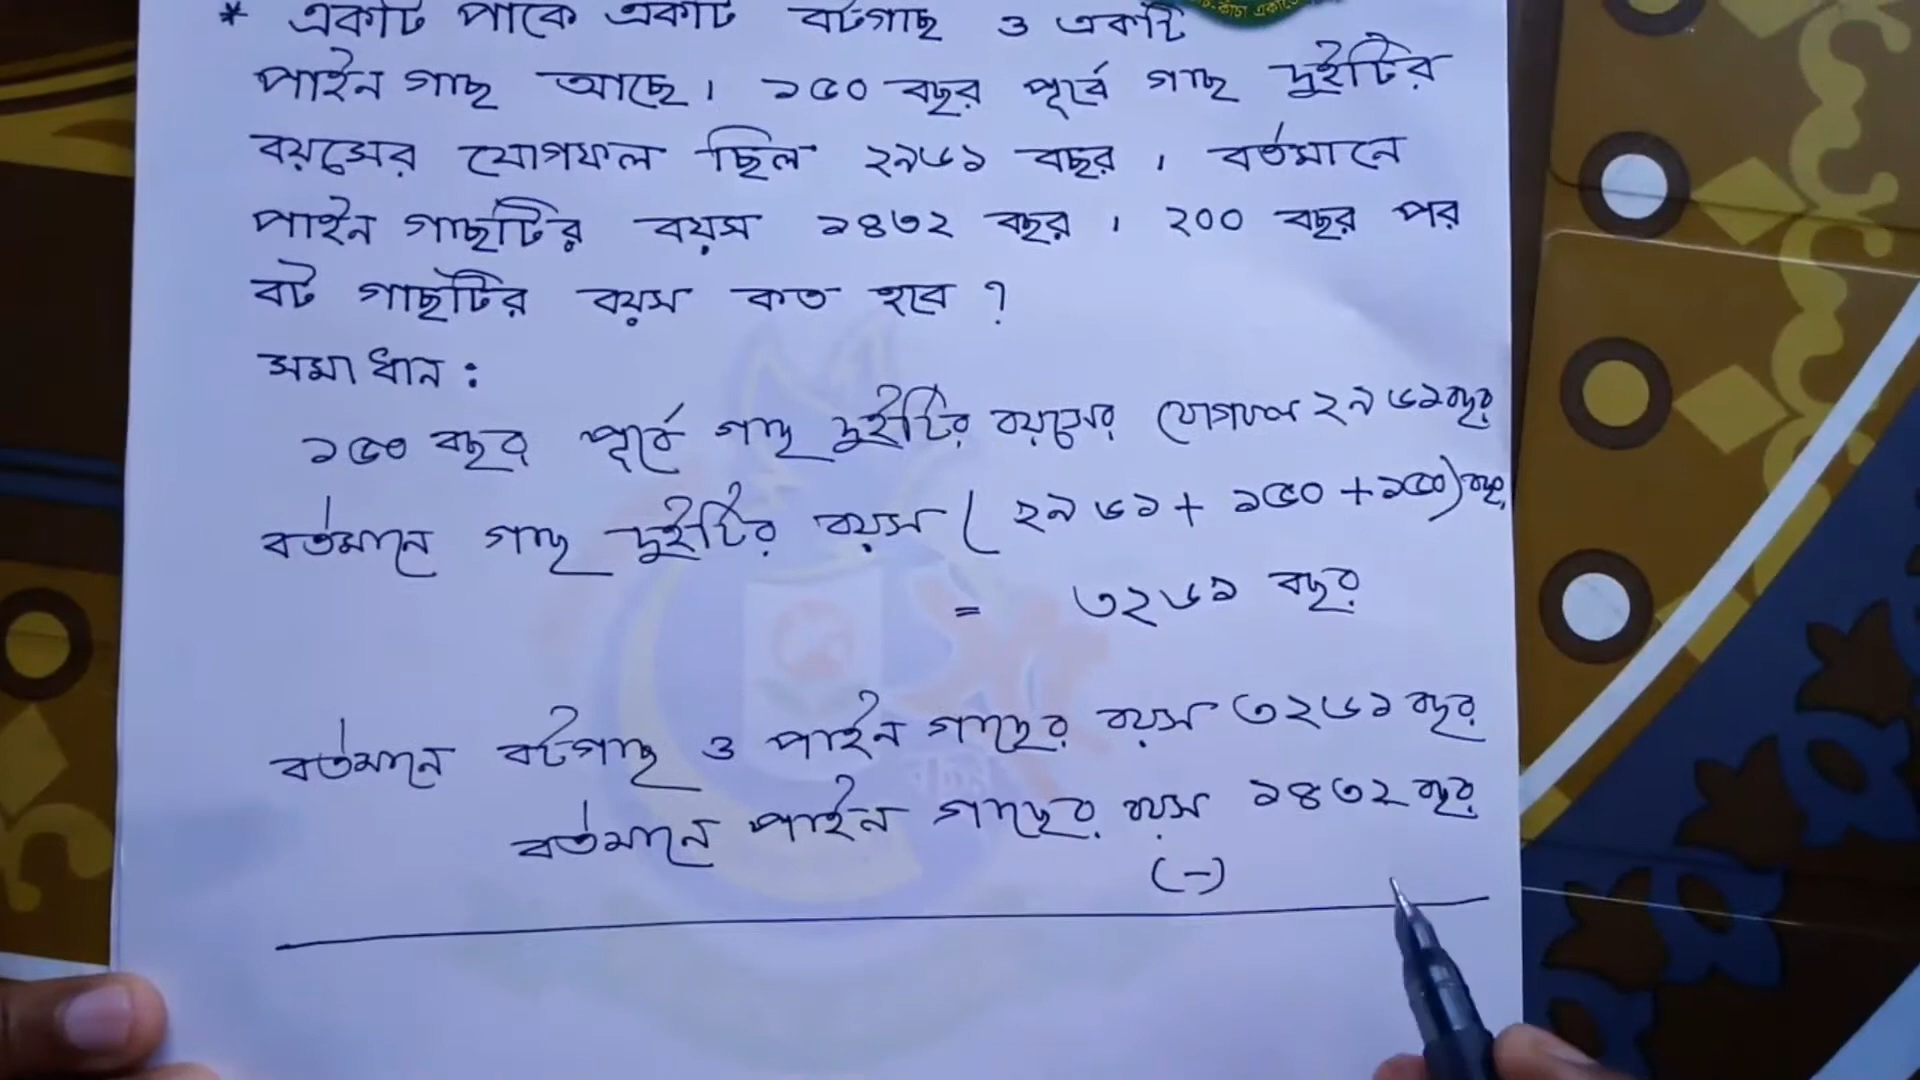 * একটি পার্কে একটি বটগাছ ও একটি
পাইন গাছ আছে। ১৫০ বছর পূর্বে গাছ দুইটির
বয়সের যোগফল ছিল ২৯৬১ বছর। বর্তমানে
পাইন গাছটির বয়স ১৪৩২ বছর। ২০০ বছর পর
বট গাছটির বয়স কত হবে ?
সমাধান :
১৫০ বছর পূর্বে গাছ দুইটির বয়সের যোগফল ২৯৬১ বছর
বর্তমানে গাছ দুইটির বয়স (২৯৬১ + ১৫০ + ১৫০) বছর
= ৩২৬১ বছর
বর্তমানে বটগাছ ও পাইন গাছের বয়স ৩২৬১ বছর
বর্তমানে পাইন গাছের বয়স ১৪৩২ বছর
(-)